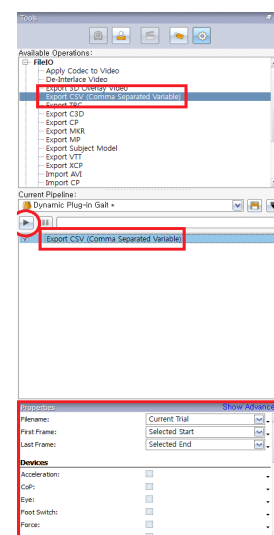 Tools
Available Operations:
FileIO
Apply Codec to Video
De-Interlace Video
Export 3D Overlay Video
Export CSV (Comma Separated Variable)
Export TRC
Export C3D
Export CP
Export MKR
Export MP
Export Subject Model
Export VTT
Export XCP
Import AVI
Import CP
Current Pipeline:
Dynamic Plug-in Gait *
Export CSV (Comma Separated Variable)
Properties Show Advance
Filename: Current Trial
First Frame: Selected Start
Last Frame: Selected End
Devices
Acceleration:
CoP:
Eye:
Foot Switch:
Force: